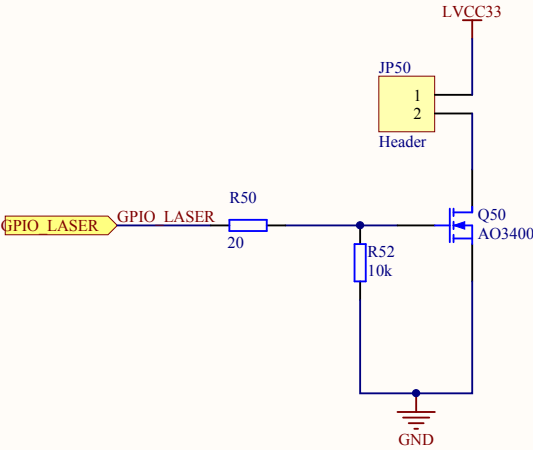 LVCC33
JP50
1
2
Header
R50
GPIO_LASER
GPIO_LASER
20
Q50
AO3400
R52
10k
GND